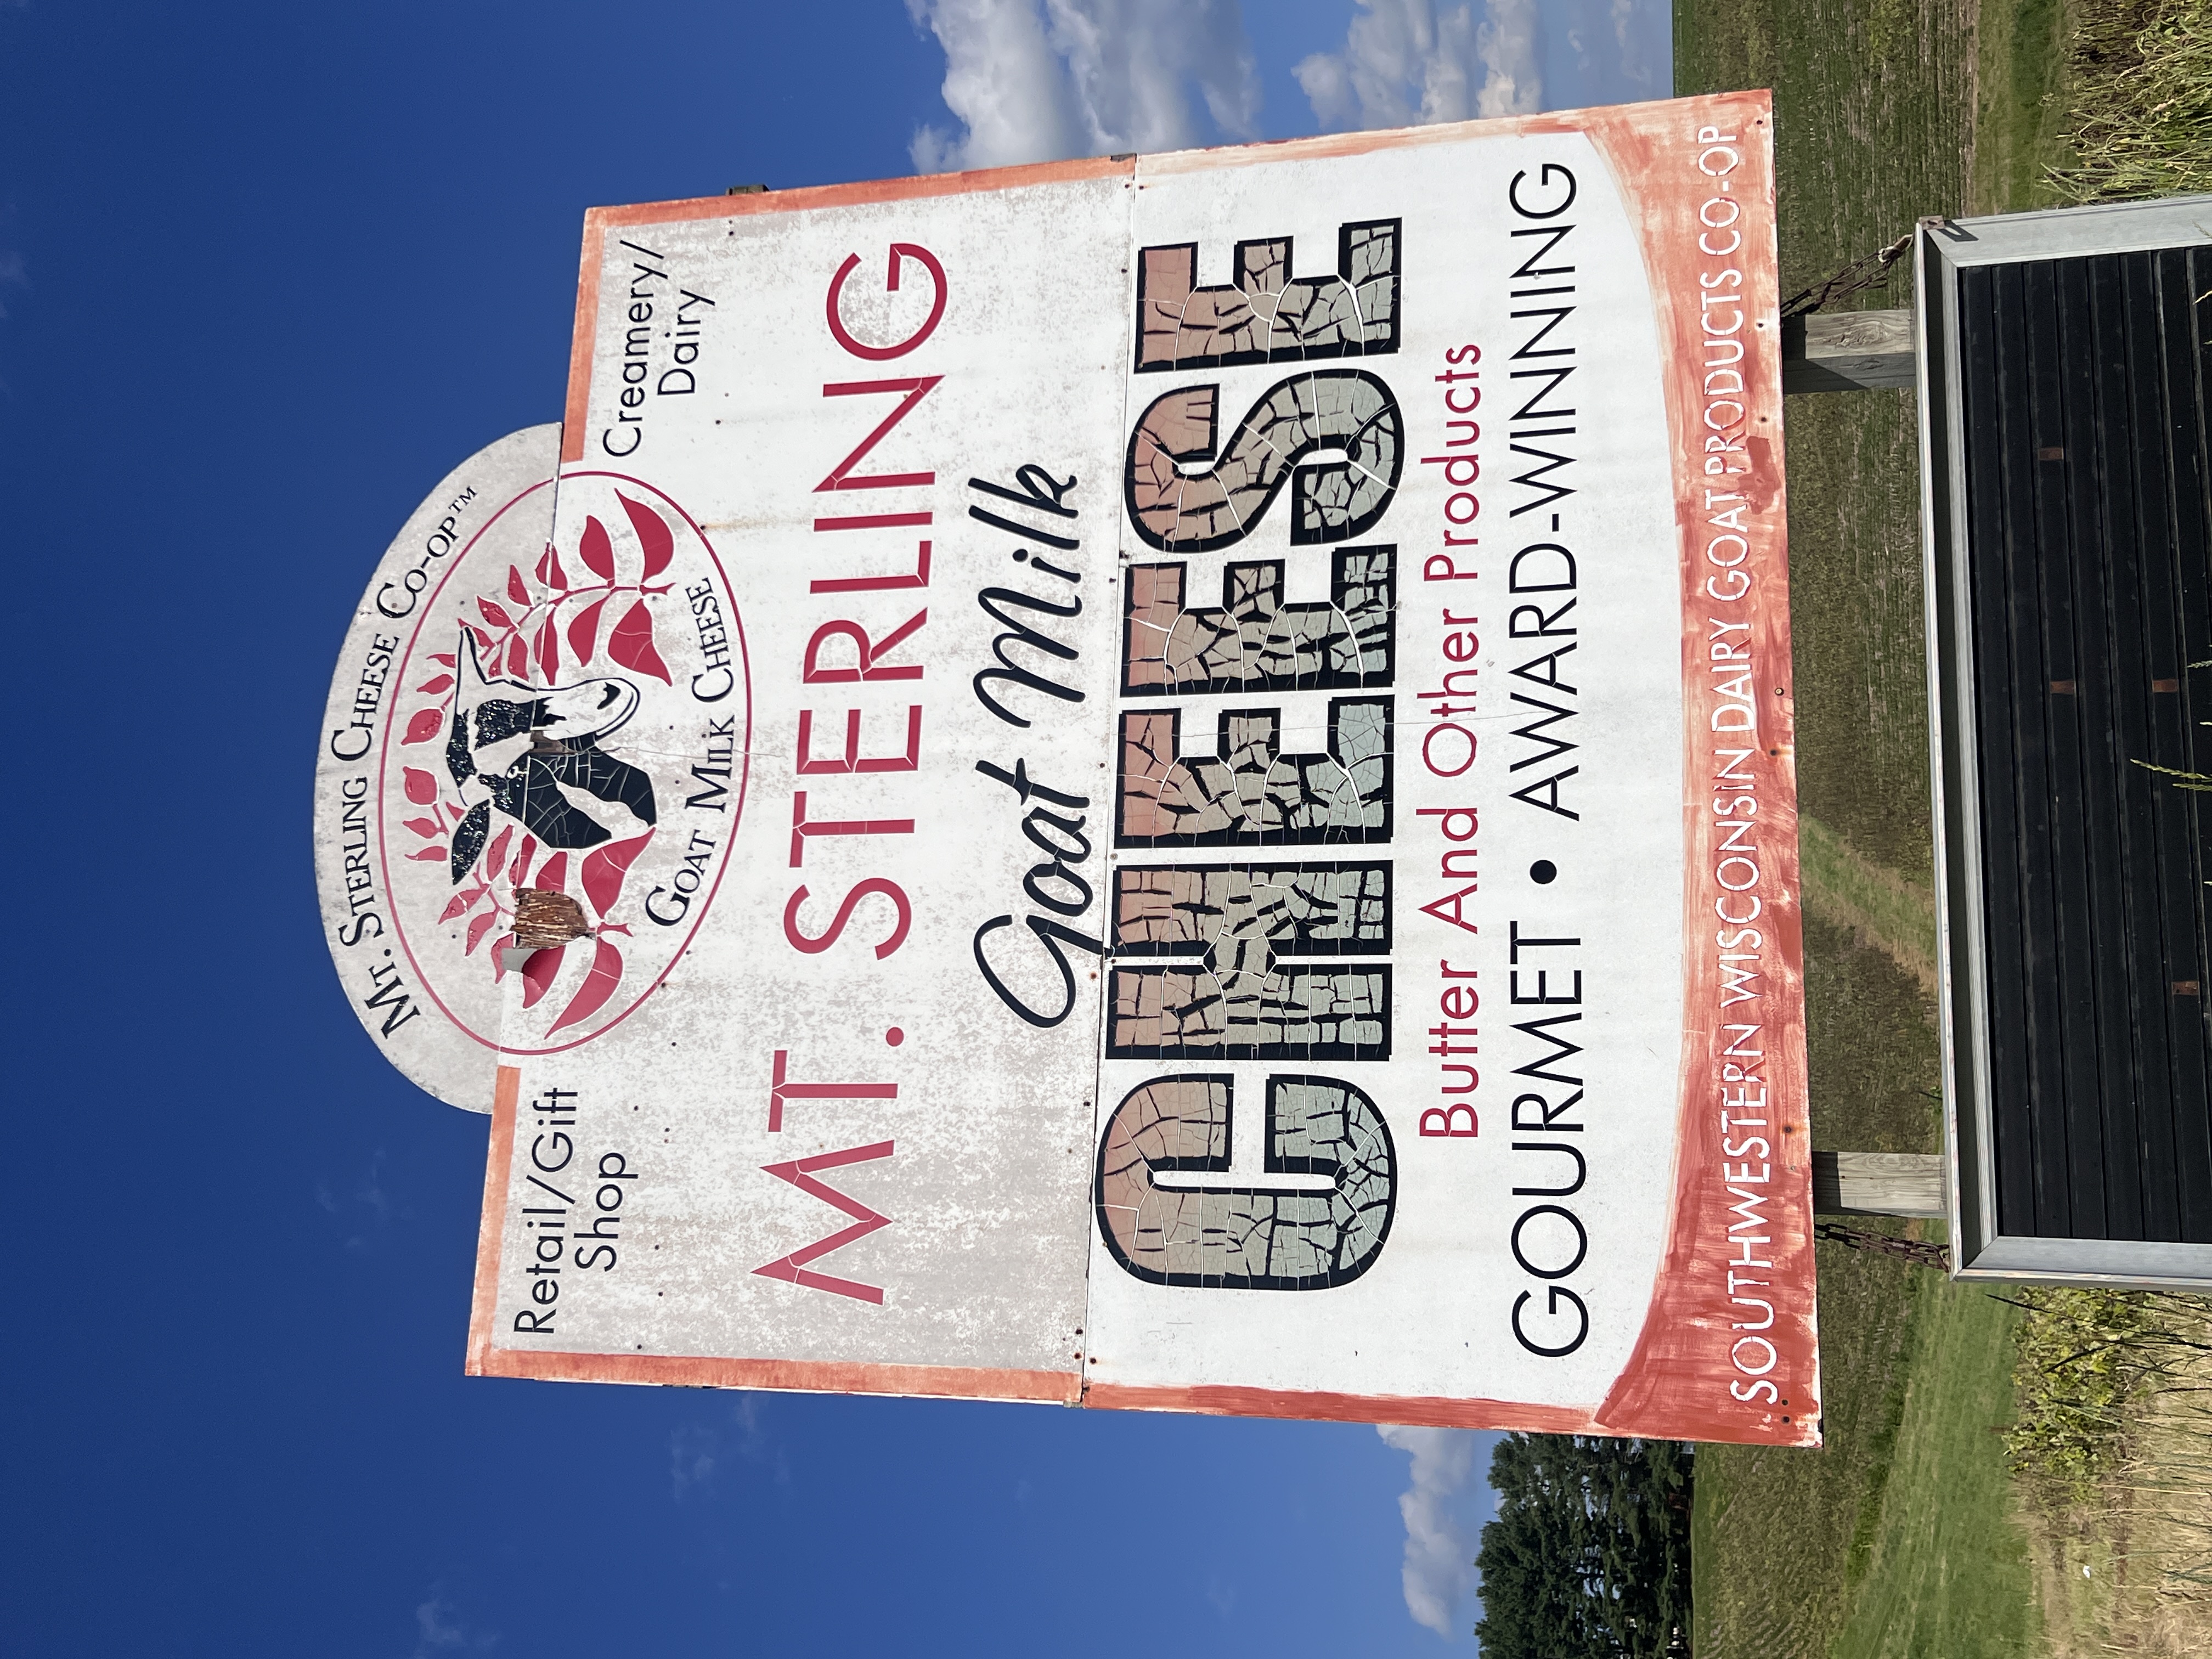 MT. STERLING CHEESE CO-OP™
GOAT MILK CHEESE
Retail/Gift
Shop
Creamery/
Dairy
MT. STERLING
Goat Milk
CHEESE
Butter And Other Products
GOURMET • AWARD-WINNING
SOUTHWESTERN WISCONSIN DAIRY GOAT PRODUCTS CO-OP